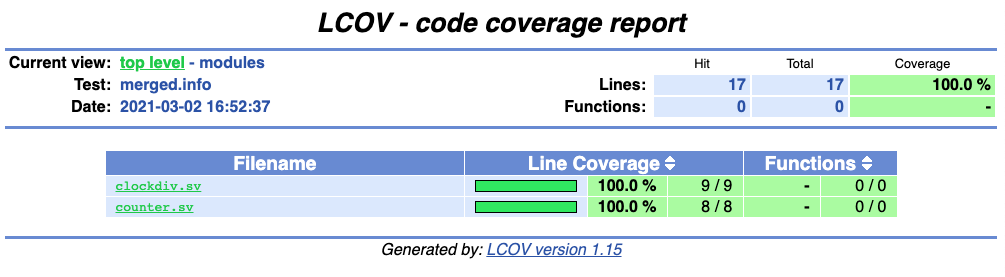 LCOV - code coverage report
Current view: top level - modules Hit Total Coverage
Test: merged.info Lines: 17 17 100.0 %
Date: 2021-03-02 16:52:37 Functions: 0 0 -
Filename Line Coverage Functions
clockdiv.sv 100.0 % 9 / 9 - 0 / 0
counter.sv 100.0 % 8 / 8 - 0 / 0
Generated by: LCOV version 1.15